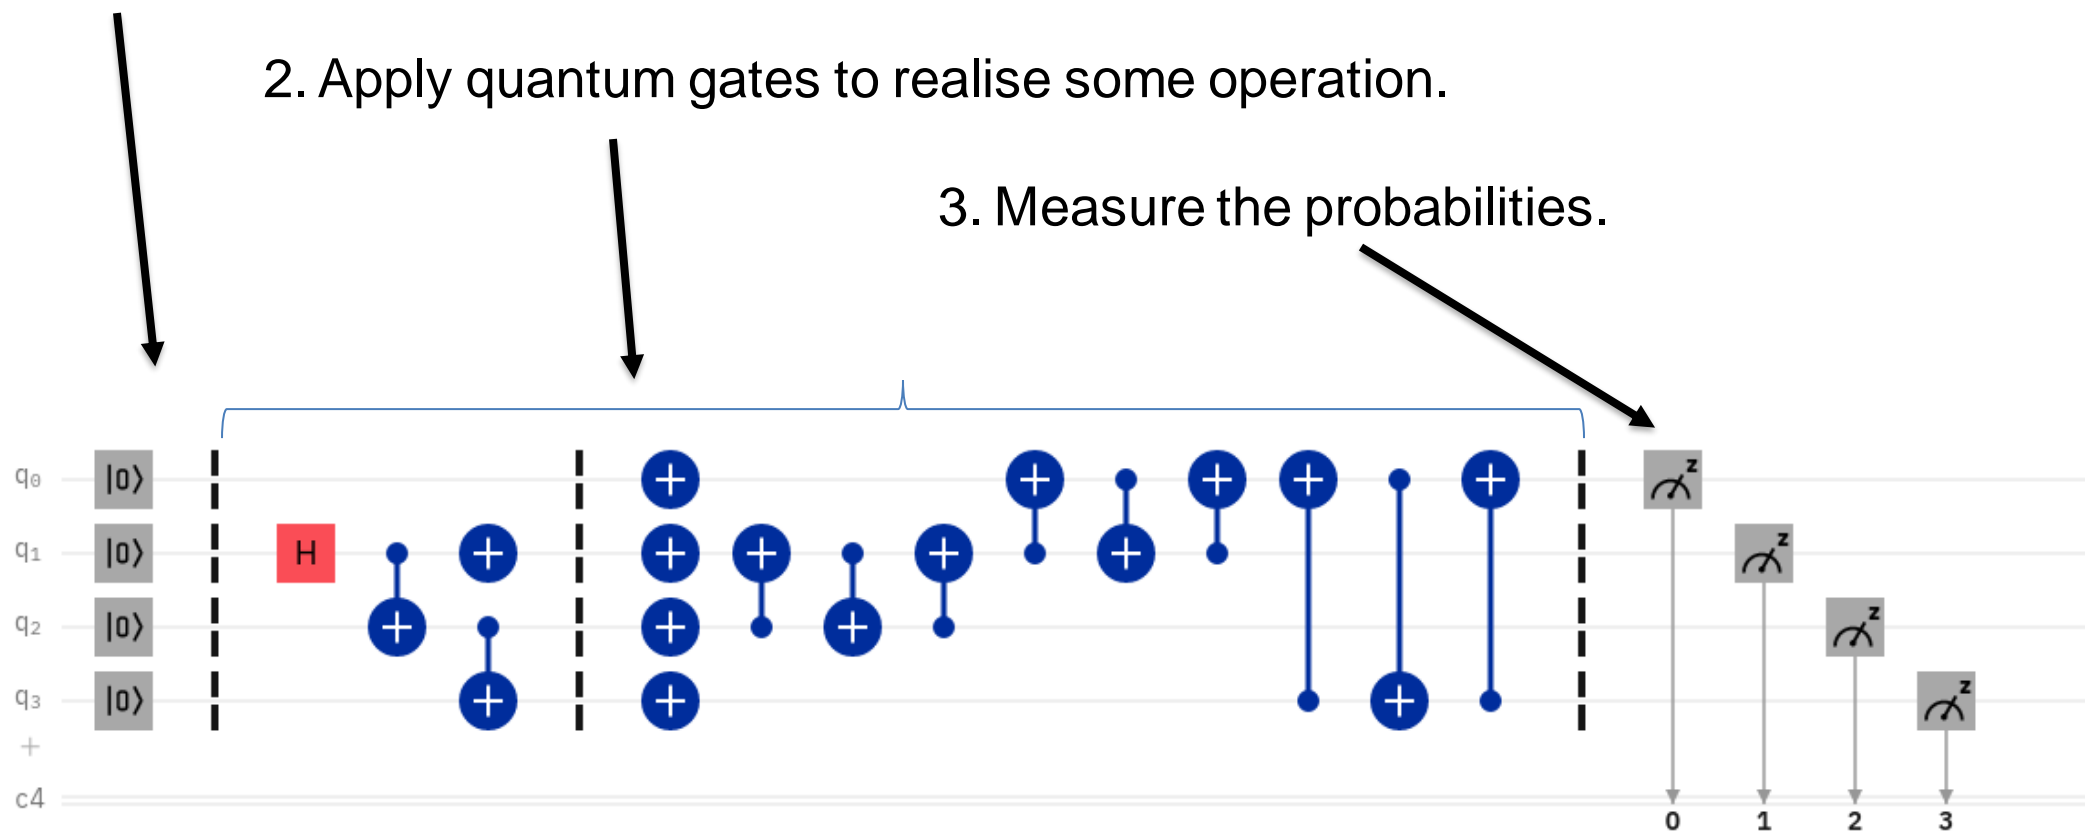 2. Apply quantum gates to realise some operation.
3. Measure the probabilities.
q0 |0⟩ z
q1 |0⟩ H z
q2 |0⟩ z
q3 |0⟩ z
+
c4
0 1 2 3